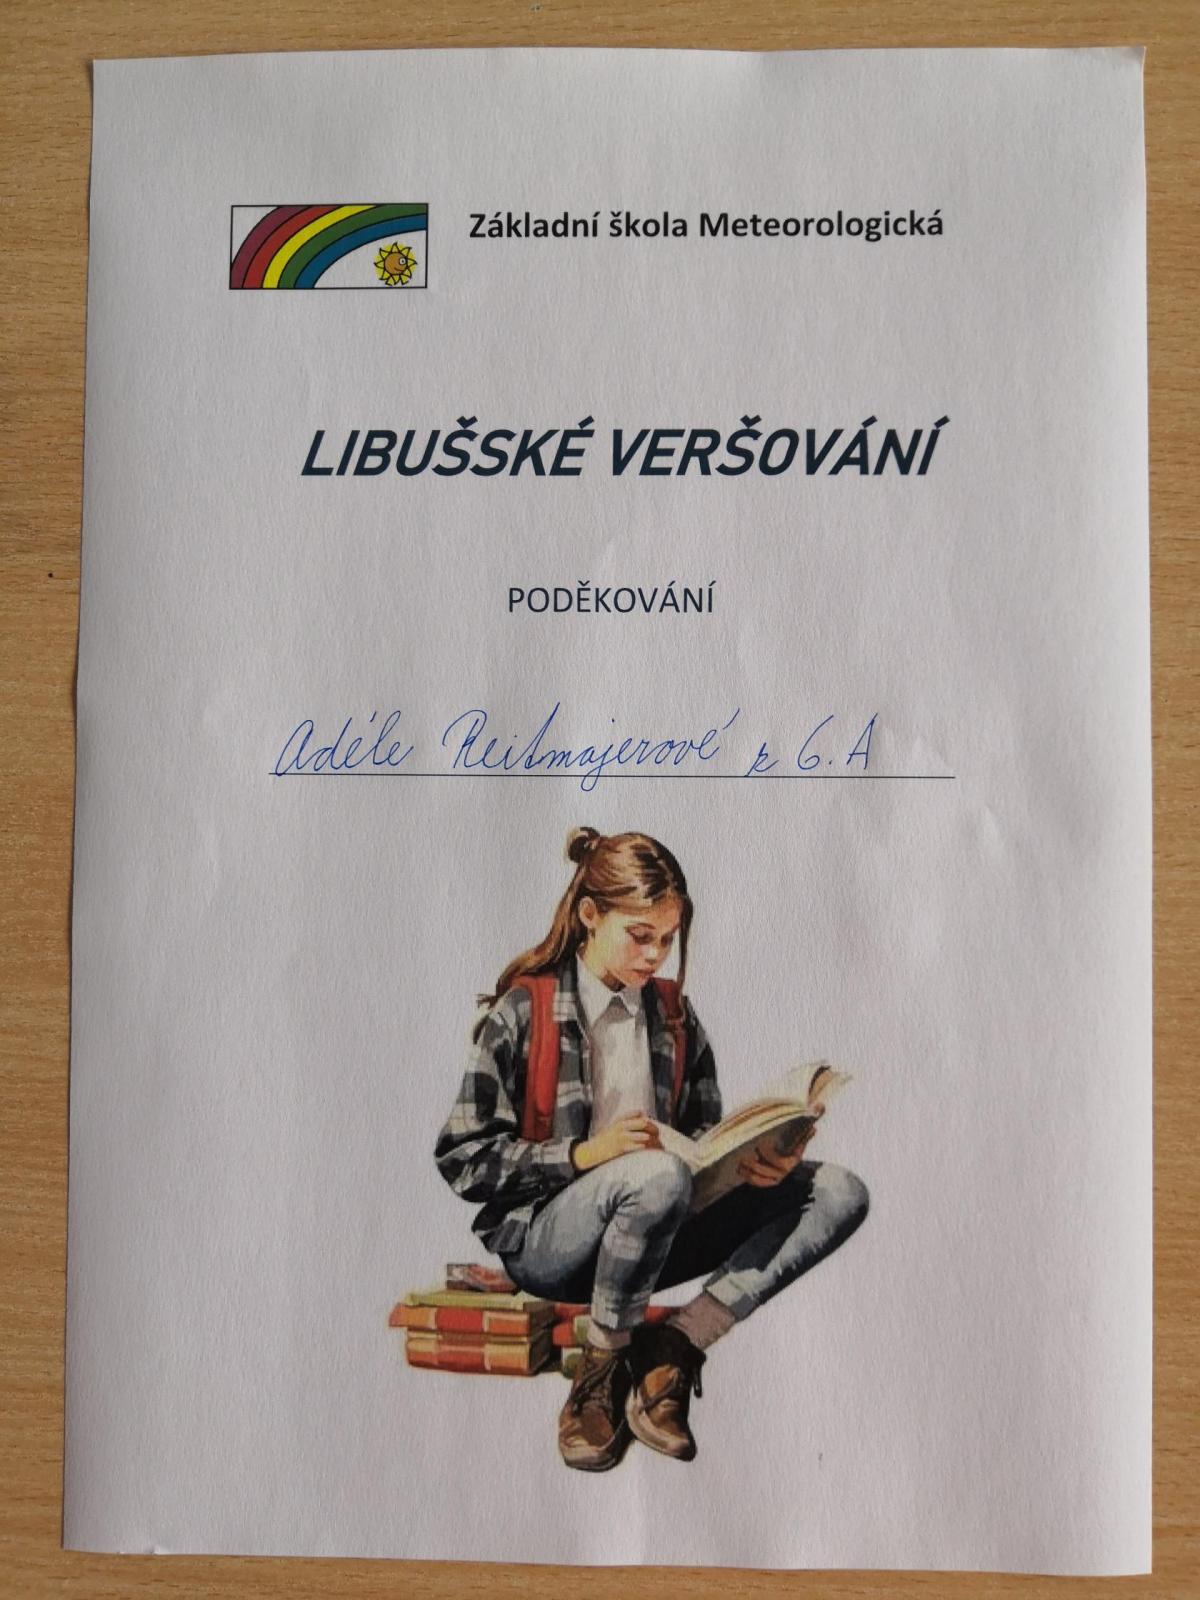 Základní škola Meteorologická
LIBUŠSKÉ VERŠOVÁNÍ
PODĚKOVÁNÍ
Adéle Reitmajerové z 6. A